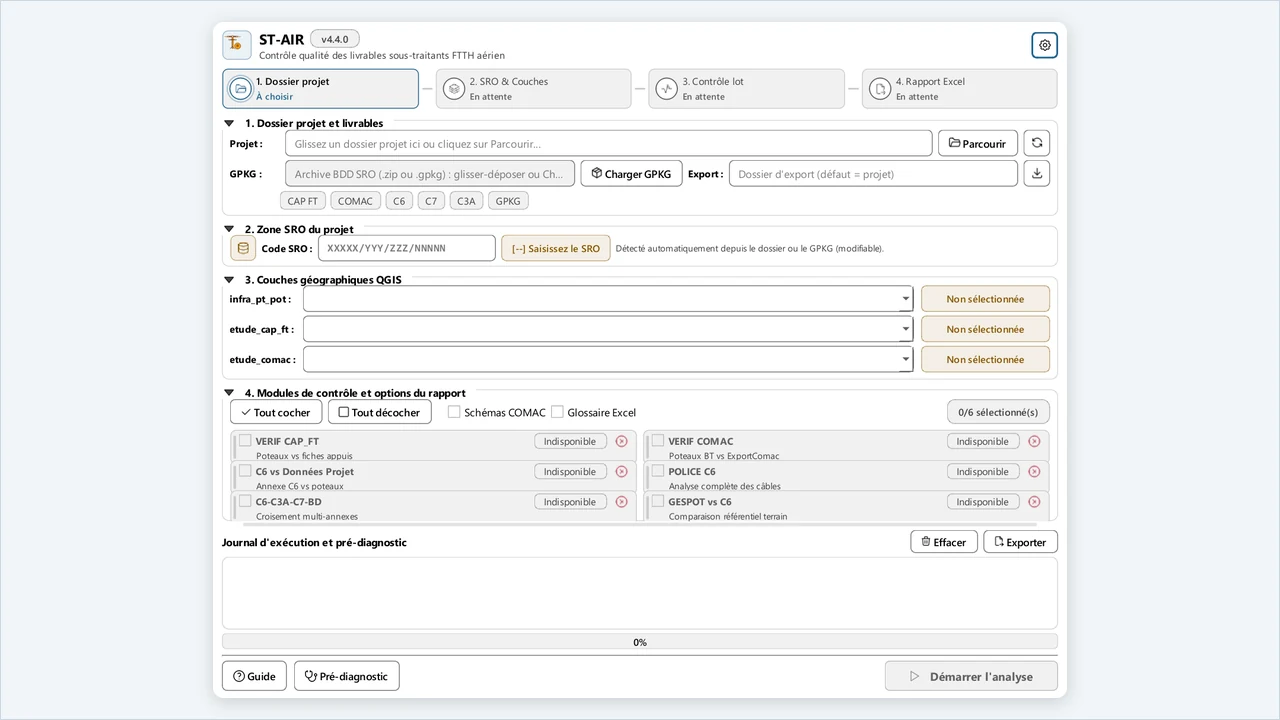 ST-AIR v4.4.0
Contrôle qualité des livrables sous-traitants FTTH aérien
1. Dossier projet
À choisir
2. SRO & Couches
En attente
3. Contrôle lot
En attente
4. Rapport Excel
En attente
1. Dossier projet et livrables
Projet : Glissez un dossier projet ici ou cliquez sur Parcourir... Parcourir
GPKG : Archive BDD SRO (.zip ou .gpkg) : glisser-déposer ou Ch... Charger GPKG Export : Dossier d'export (défaut = projet)
CAP FT COMAC C6 C7 C3A GPKG
2. Zone SRO du projet
Code SRO : XXXXX/YYY/ZZZ/NNNNN [--] Saisissez le SRO Détecté automatiquement depuis le dossier ou le GPKG (modifiable).
3. Couches géographiques QGIS
infra_pt_pot : Non sélectionnée
etude_cap_ft : Non sélectionnée
etude_comac : Non sélectionnée
4. Modules de contrôle et options du rapport
Tout cocher Tout décocher Schémas COMAC Glossaire Excel 0/6 sélectionné(s)
VERIF CAP_FT Indisponible
Poteaux vs fiches appuis
VERIF COMAC Indisponible
Poteaux BT vs ExportComac
C6 vs Données Projet Indisponible
Annexe C6 vs poteaux
POLICE C6 Indisponible
Analyse complète des câbles
C6-C3A-C7-BD Indisponible
Croisement multi-annexes
GESPOT vs C6 Indisponible
Comparaison référentiel terrain
Journal d'exécution et pré-diagnostic Effacer Exporter
0%
Guide Pré-diagnostic Démarrer l'analyse